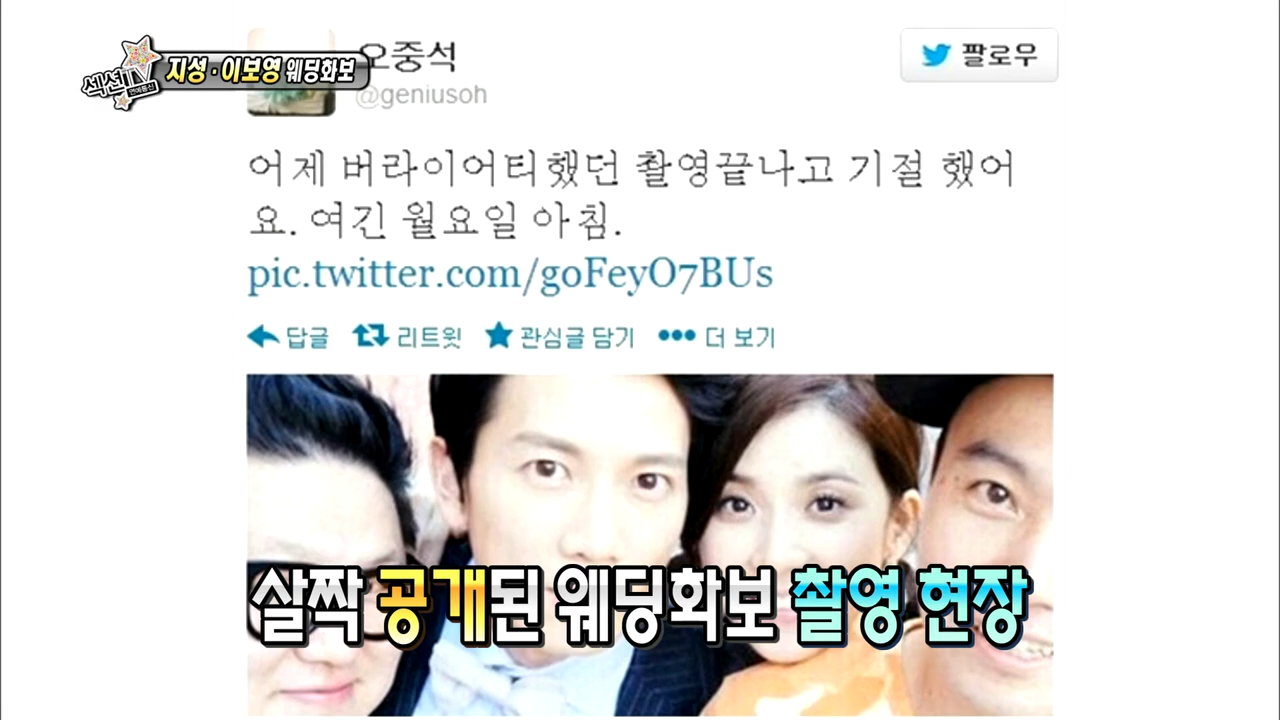 섹션TV
연예통신
지성·이보영 웨딩화보
오중석
@geniusoh
팔로우
어제 버라이어티했던 촬영끝나고 기절 했어
요. 여긴 월요일 아침.
pic.twitter.com/goFeyO7BUs
답글 리트윗 관심글 담기 더 보기
살짝 공개된 웨딩화보 촬영 현장